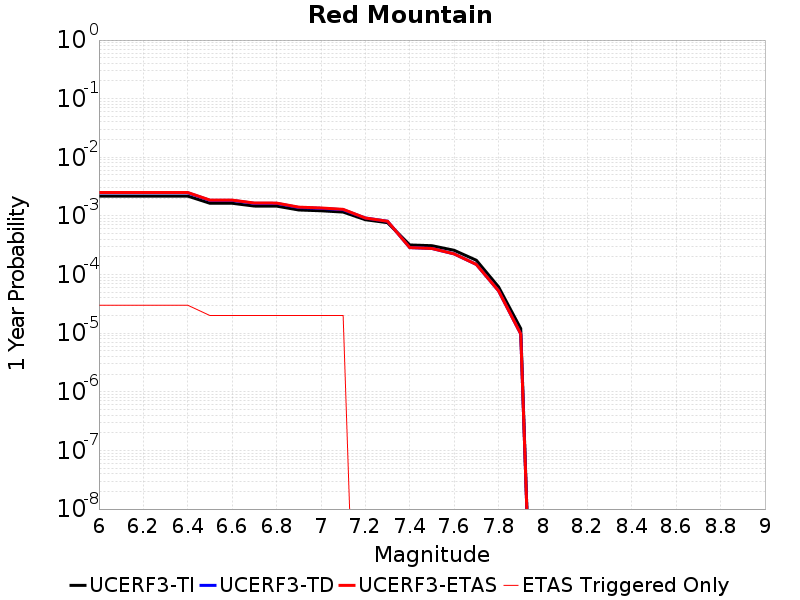 Red Mountain
1 Year Probability
10^0
10^-1
10^-2
10^-3
10^-4
10^-5
10^-6
10^-7
10^-8
6 6.2 6.4 6.6 6.8 7 7.2 7.4 7.6 7.8 8 8.2 8.4 8.6 8.8 9
Magnitude
UCERF3-TI UCERF3-TD UCERF3-ETAS ETAS Triggered Only